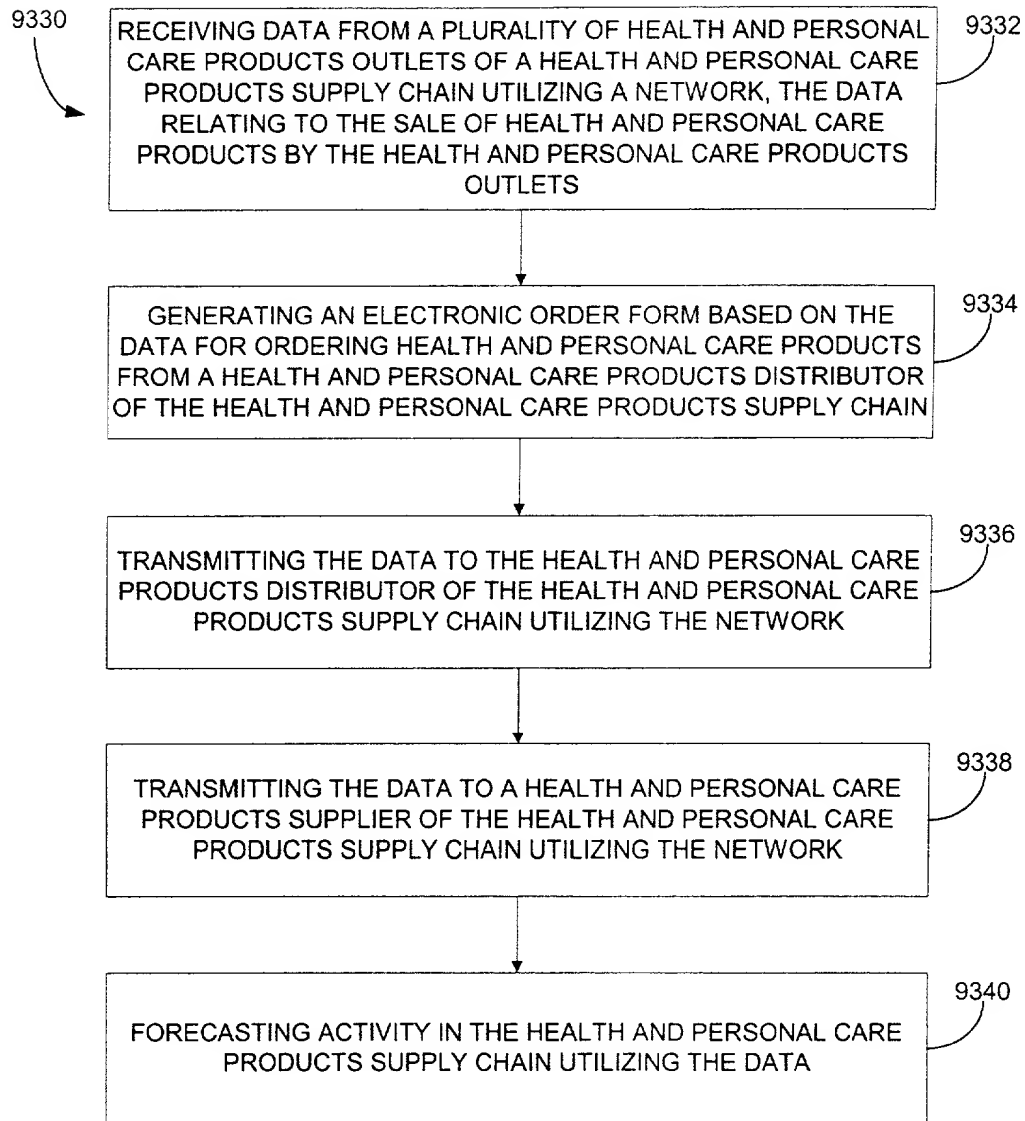 9330
RECEIVING DATA FROM A PLURALITY OF HEALTH AND PERSONAL
CARE PRODUCTS OUTLETS OF A HEALTH AND PERSONAL CARE
PRODUCTS SUPPLY CHAIN UTILIZING A NETWORK, THE DATA
RELATING TO THE SALE OF HEALTH AND PERSONAL CARE
PRODUCTS BY THE HEALTH AND PERSONAL CARE PRODUCTS
OUTLETS
9332
GENERATING AN ELECTRONIC ORDER FORM BASED ON THE
DATA FOR ORDERING HEALTH AND PERSONAL CARE PRODUCTS
FROM A HEALTH AND PERSONAL CARE PRODUCTS DISTRIBUTOR
OF THE HEALTH AND PERSONAL CARE PRODUCTS SUPPLY CHAIN
9334
TRANSMITTING THE DATA TO THE HEALTH AND PERSONAL CARE
PRODUCTS DISTRIBUTOR OF THE HEALTH AND PERSONAL CARE
PRODUCTS SUPPLY CHAIN UTILIZING THE NETWORK
9336
TRANSMITTING THE DATA TO A HEALTH AND PERSONAL CARE
PRODUCTS SUPPLIER OF THE HEALTH AND PERSONAL CARE
PRODUCTS SUPPLY CHAIN UTILIZING THE NETWORK
9338
FORECASTING ACTIVITY IN THE HEALTH AND PERSONAL CARE
PRODUCTS SUPPLY CHAIN UTILIZING THE DATA
9340